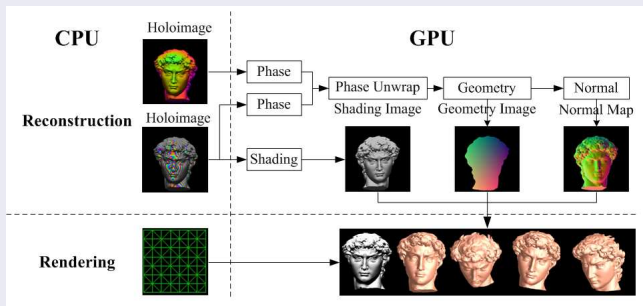 CPU
GPU
Holoimage
Phase
Phase
Phase Unwrap
Geometry
Normal
Shading Image
Geometry Image
Normal Map
Reconstruction
Holoimage
Shading
Rendering